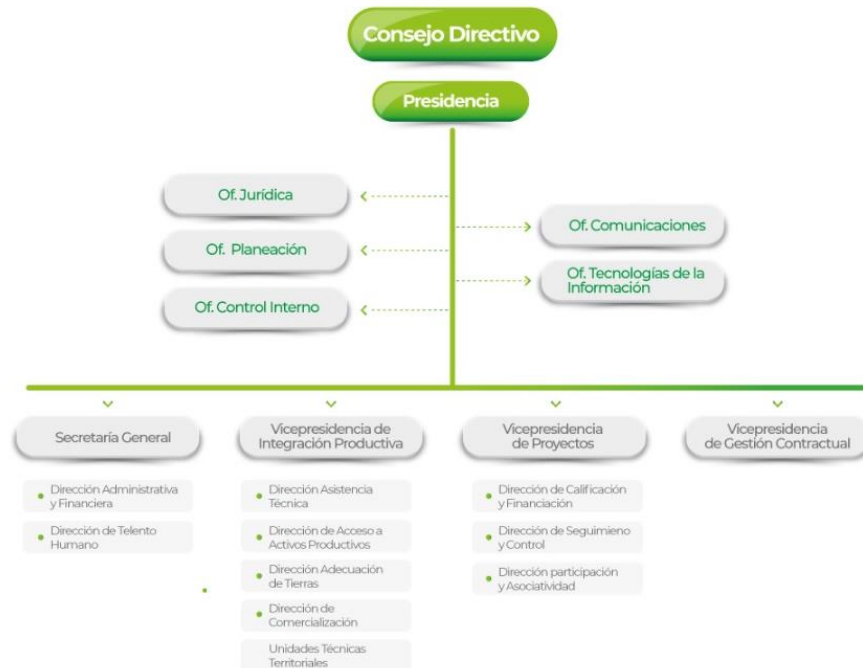 Consejo Directivo
Presidencia
Of. Jurídica
Of. Comunicaciones
Of. Planeación
Of. Tecnologías de la
Información
Of. Control Interno
Secretaría General
Dirección Administrativa
y Financiera
Dirección de Telento
Humano
Vicepresidencia de
Integración Productiva
Dirección Asistencia
Técnica
Dirección de Acceso a
Activos Productivos
Dirección Adecuación
de Tierras
Dirección de
Comercialización
Unidades Técnicas
Territoriales
Vicepresidencia
de Proyectos
Dirección de Calificación
y Financiación
Dirección de Seguimieno
y Control
Dirección participación
y Asociatividad
Vicepresidencia
de Gestión Contractual